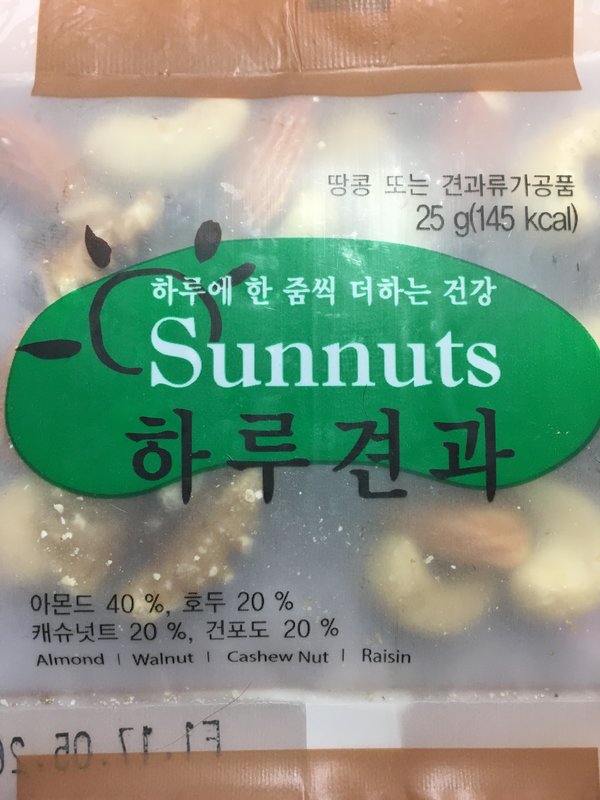 땅콩 또는 견과류가공품
25 g(145 kcal)
하루에 한 줌씩 더하는 건강
Sunnuts
하루견과
아몬드 40 %, 호두 20 %
캐슈넛트 20 %, 건포도 20 %
Almond | Walnut | Cashew Nut | Raisin